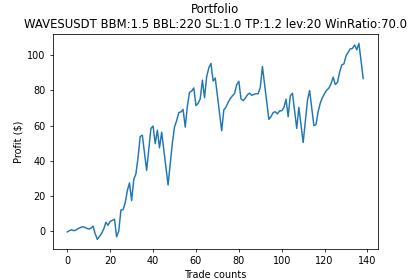 Portfolio
WAVESUSDT BBM:1.5 BBL:220 SL:1.0 TP:1.2 lev:20 WinRatio:70.0
100
80
60
40
20
0
Profit ($)
0 20 40 60 80 100 120 140
Trade counts